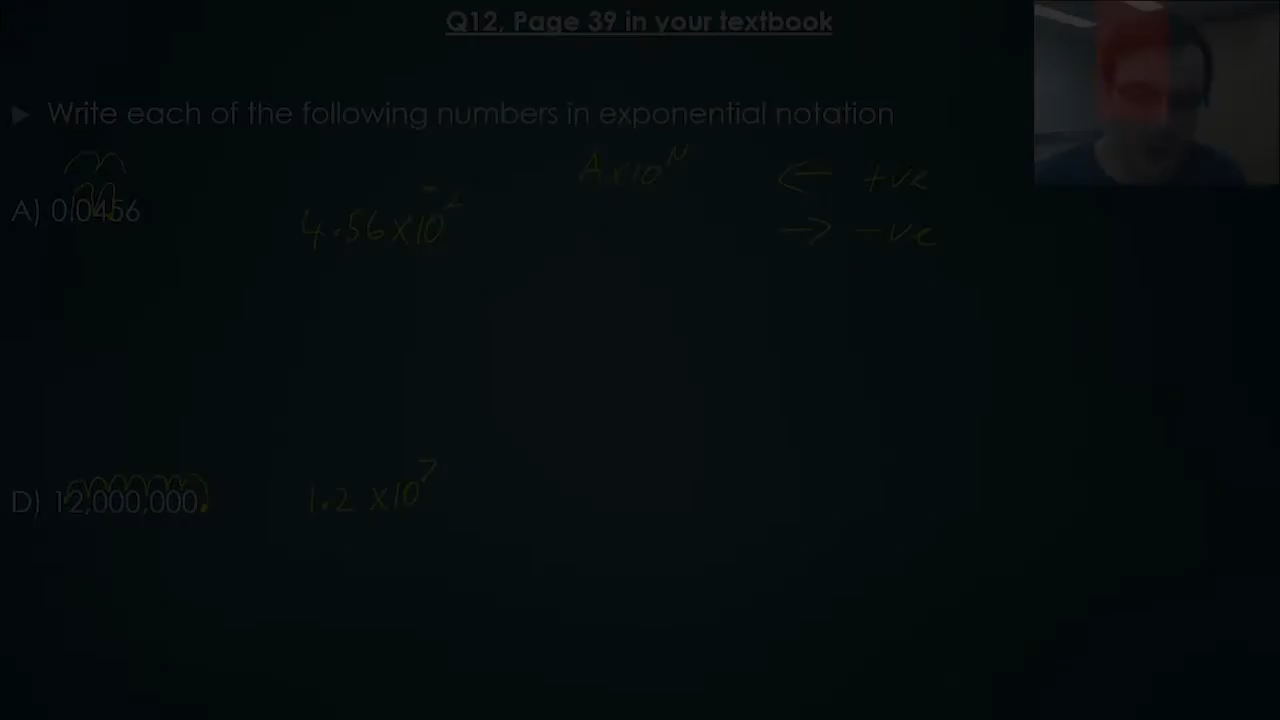 Q12, Page 39 in your textbook
Write each of the following numbers in exponential notation
A × 10^N
← +ve
A) 0.0456
4.56 × 10^-2
→ -ve
D) 12,000,000.
1.2 × 10^7